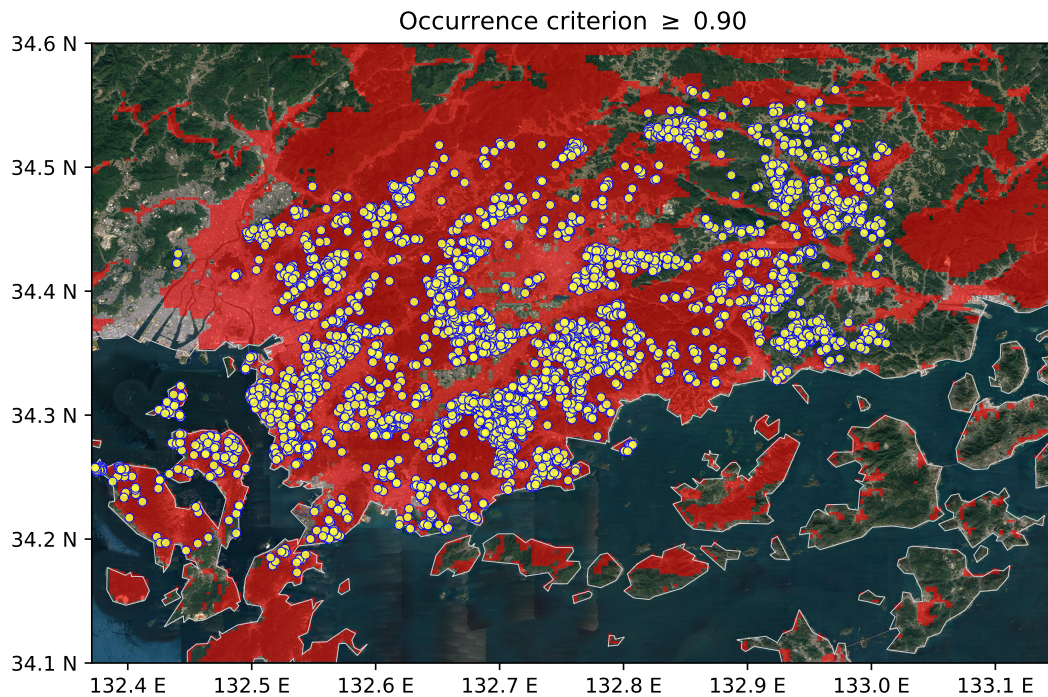 Occurrence criterion ≥ 0.90
34.6 N
34.5 N
34.4 N
34.3 N
34.2 N
34.1 N
132.4 E 132.5 E 132.6 E 132.7 E 132.8 E 132.9 E 133.0 E 133.1 E